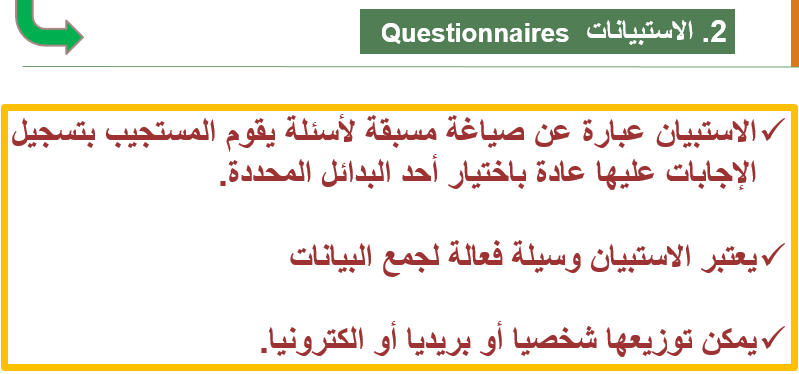 2. الاستبيانات Questionnaires
✓الاستبيان عبارة عن صياغة مسبقة لأسئلة يقوم المستجيب بتسجيل
الإجابات عليها عادة باختيار أحد البدائل المحددة.
✓يعتبر الاستبيان وسيلة فعالة لجمع البيانات
✓يمكن توزيعها شخصيا أو بريديا أو الكترونيا.